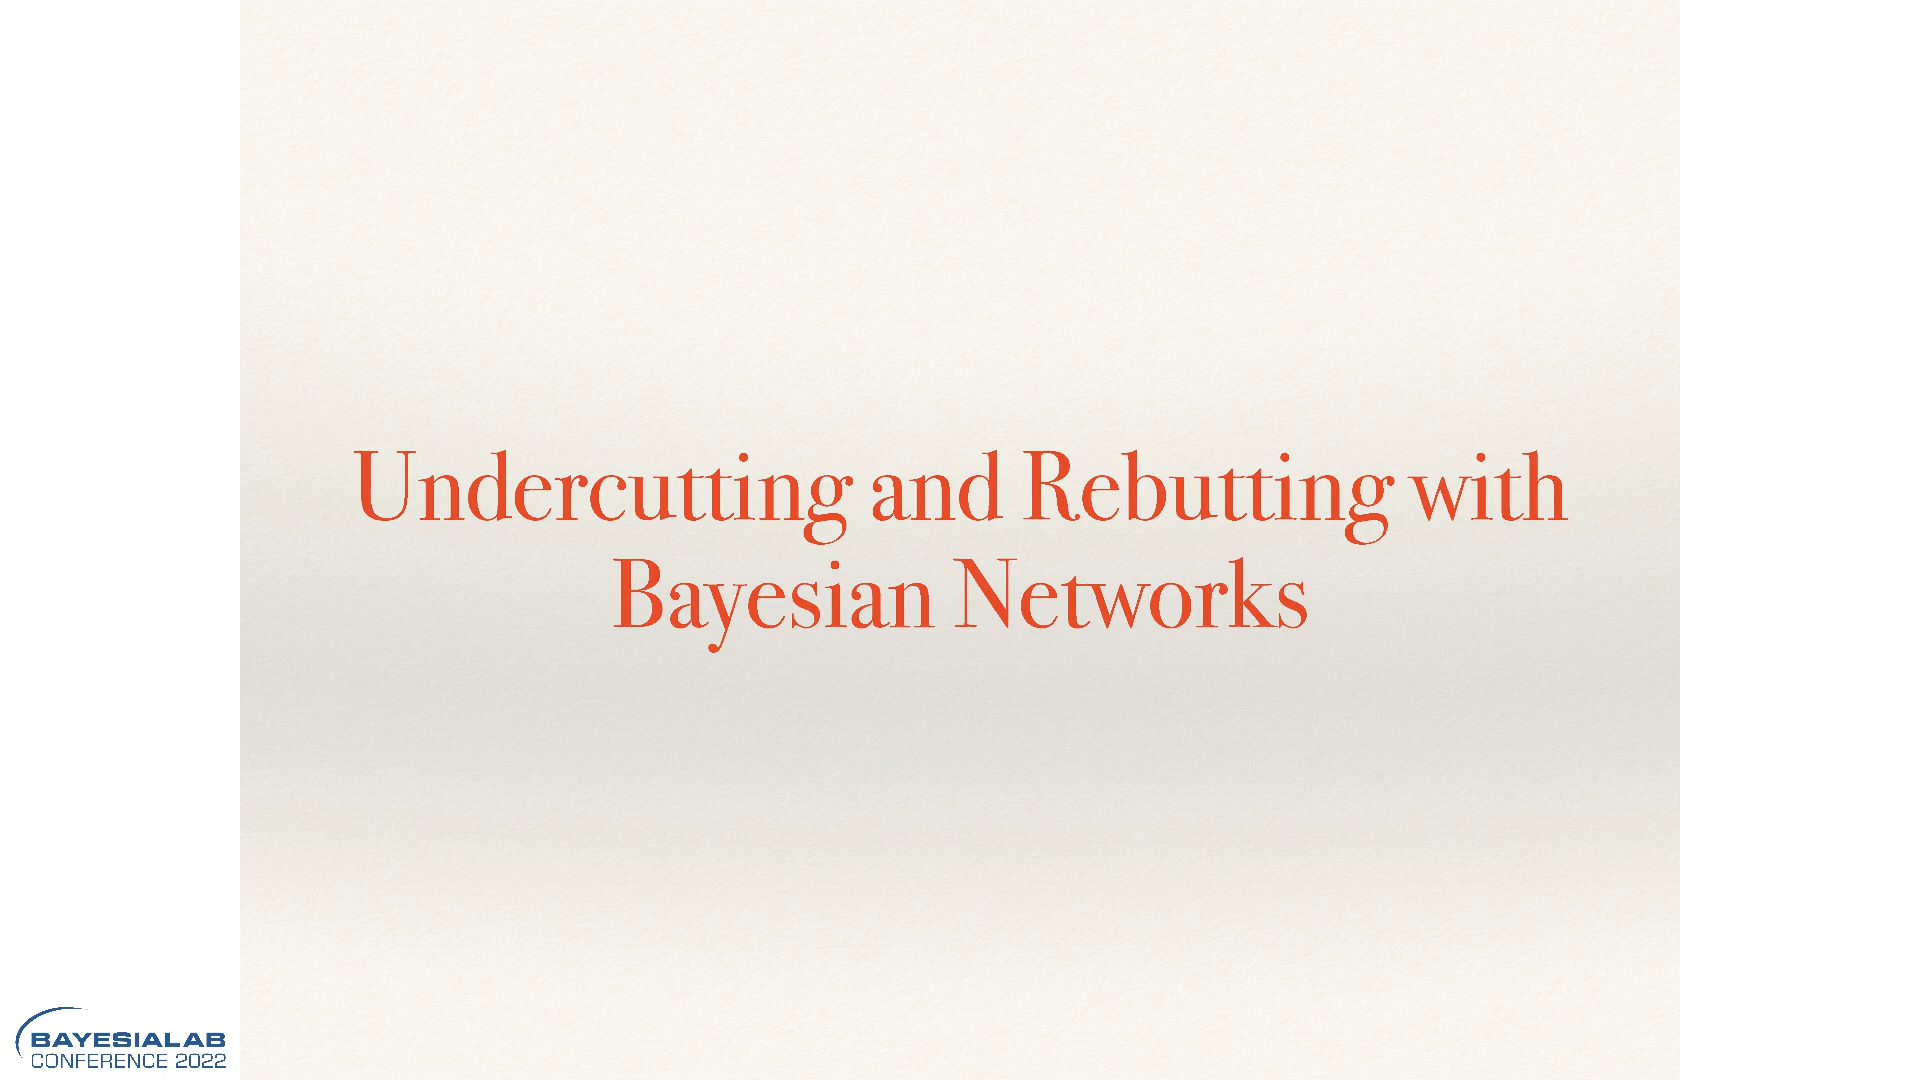 Undercutting and Rebutting with
Bayesian Networks
BAYESIALAB
CONFERENCE 2022